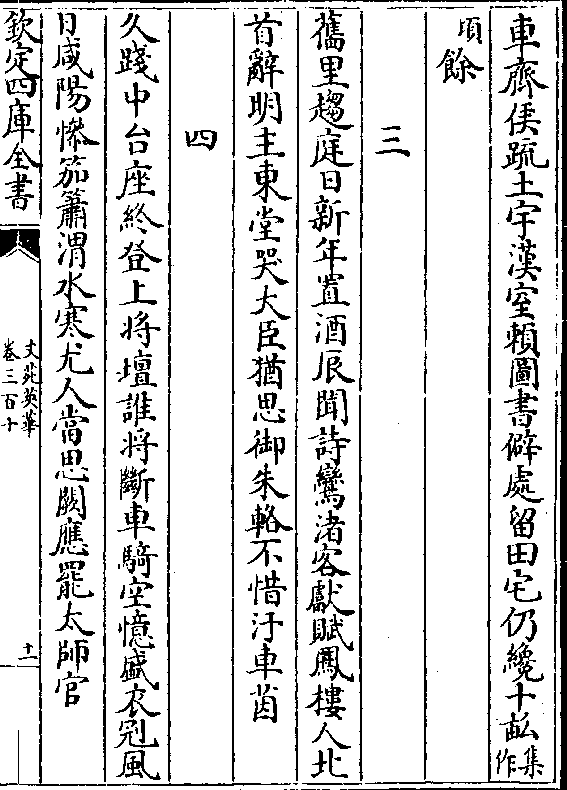 車齊侯疏土宇漢室賴圖書僻處留田宅仍纔十畝集作
頃餘
三
舊里趨庭日新年置酒辰聞詩鸞渚客獻賦鳳樓人北
首辭明主東堂哭大臣猶思御朱輅不惜汙車茵
四
久踐中台座終登上將壇誰將斷車騎空憶盛衣冠風
日咸陽慘笳簫渭水寒尤人當思闕應罷太師官
欽定四庫全書
文苑英華
卷三百十
十一